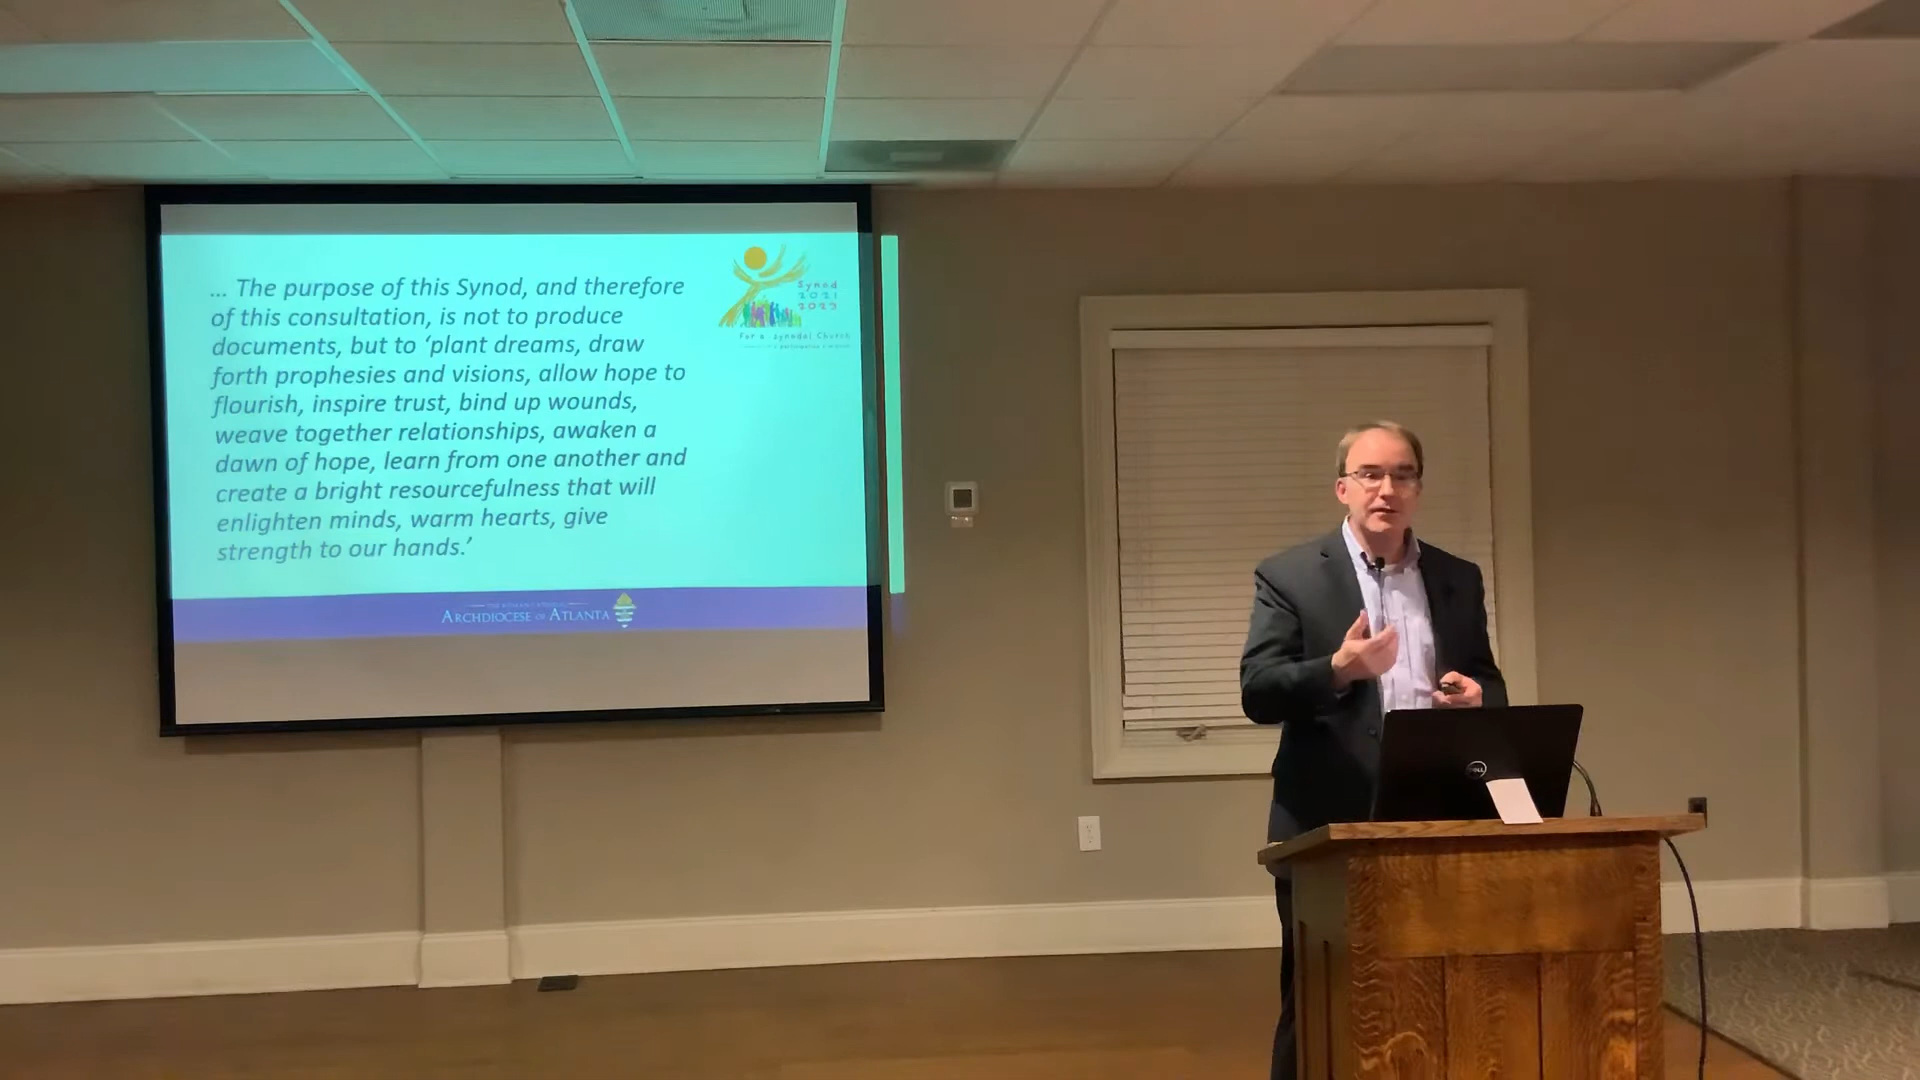 … The purpose of this Synod, and therefore
of this consultation, is not to produce
documents, but to ‘plant dreams, draw
forth prophesies and visions, allow hope to
flourish, inspire trust, bind up wounds,
weave together relationships, awaken a
dawn of hope, learn from one another and
create a bright resourcefulness that will
enlighten minds, warm hearts, give
strength to our hands.’
Synod
2021
2023
For a synodal Church
ARCHDIOCESE OF ATLANTA
DELL